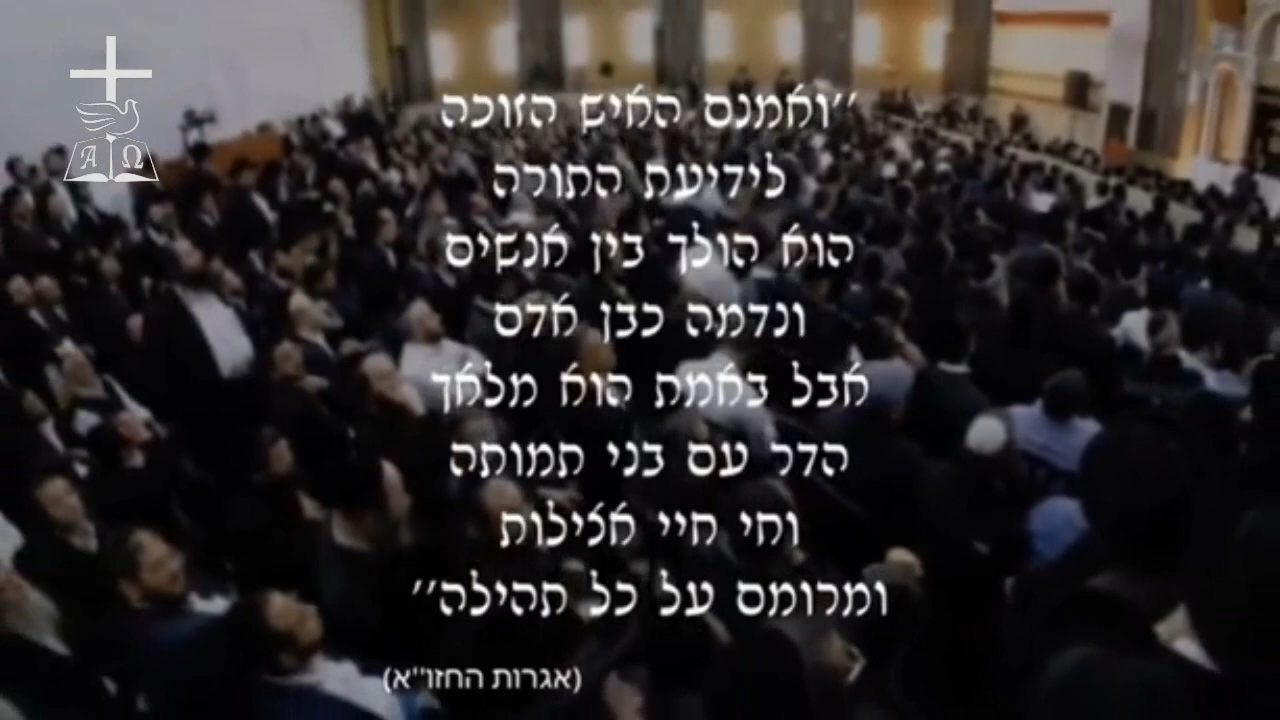 ״ואמנם האיש הזוכה
לידיעת התורה
הוא הולך בין אנשים
ונדמה כבן אדם
אבל באמת הוא מלאך
הדר עם בני תמותה
וחי חיי אצילות
ומרומם על כל תהילה״
(אגרות החזו"א)
A Ω